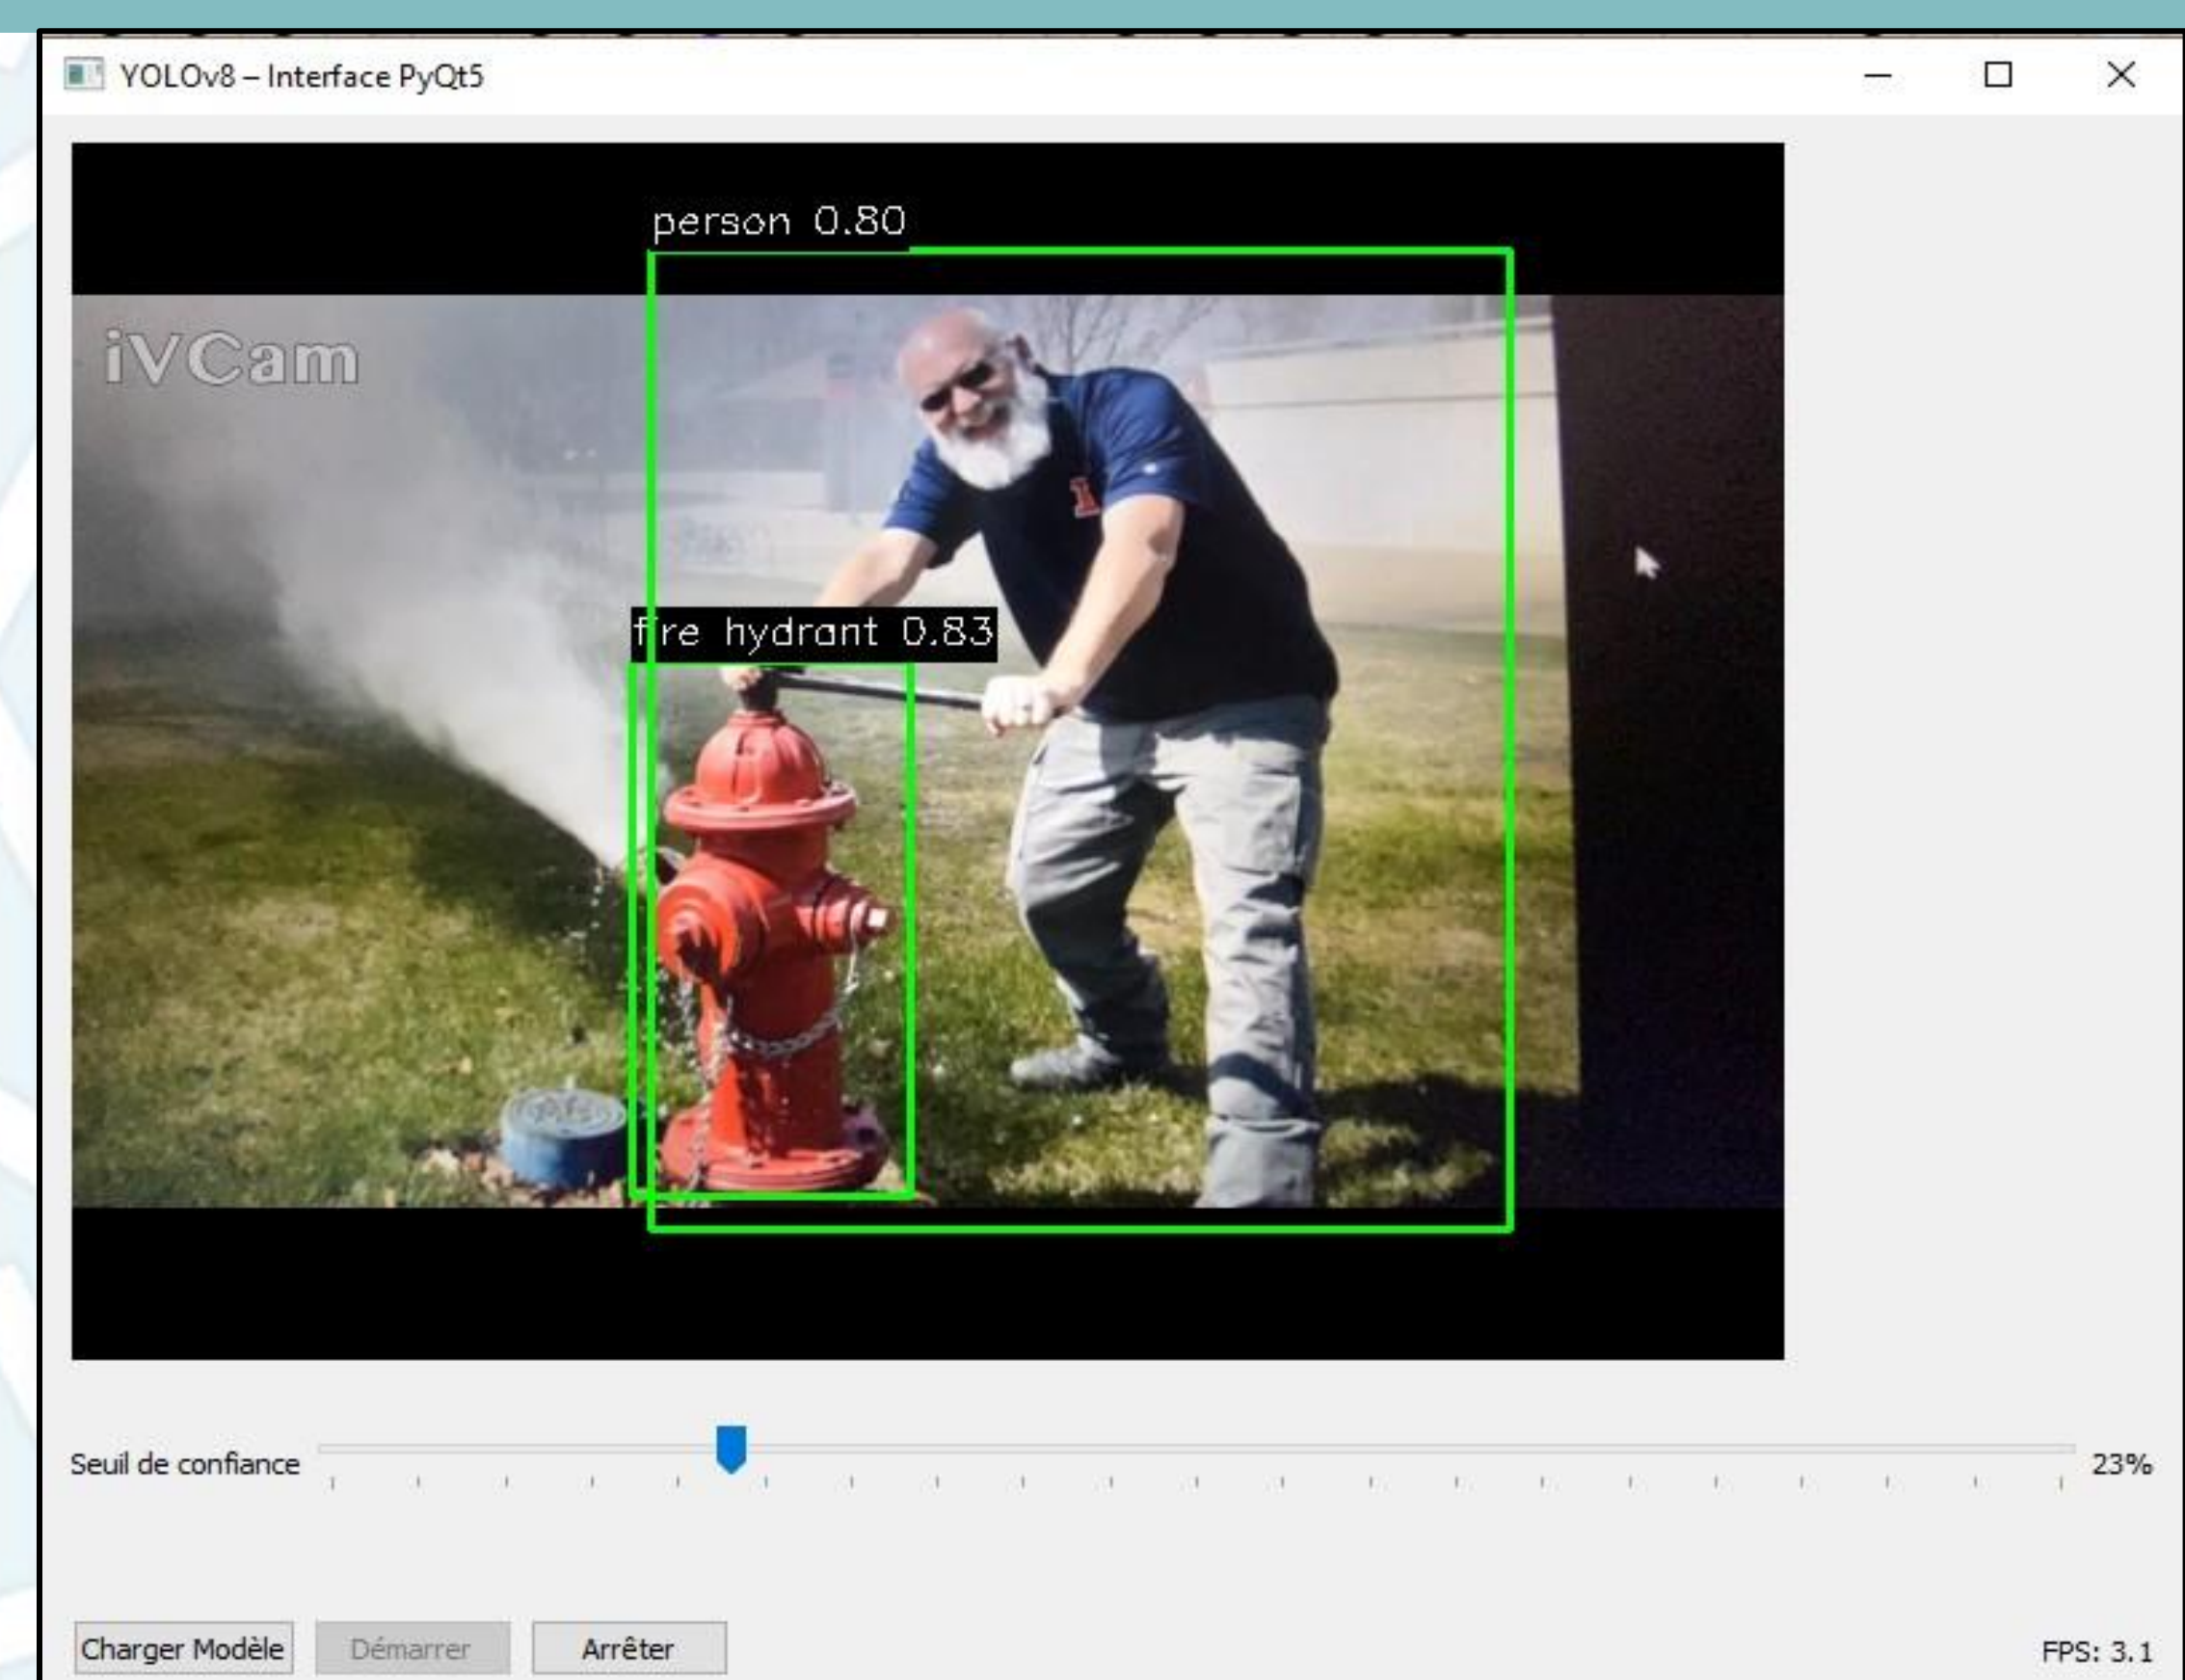 YOLOv8 – Interface PyQt5
person 0.80
iVCam
fire hydrant 0.83
I
Seuil de confiance 23%
Charger Modèle Démarrer Arrêter FPS: 3.1